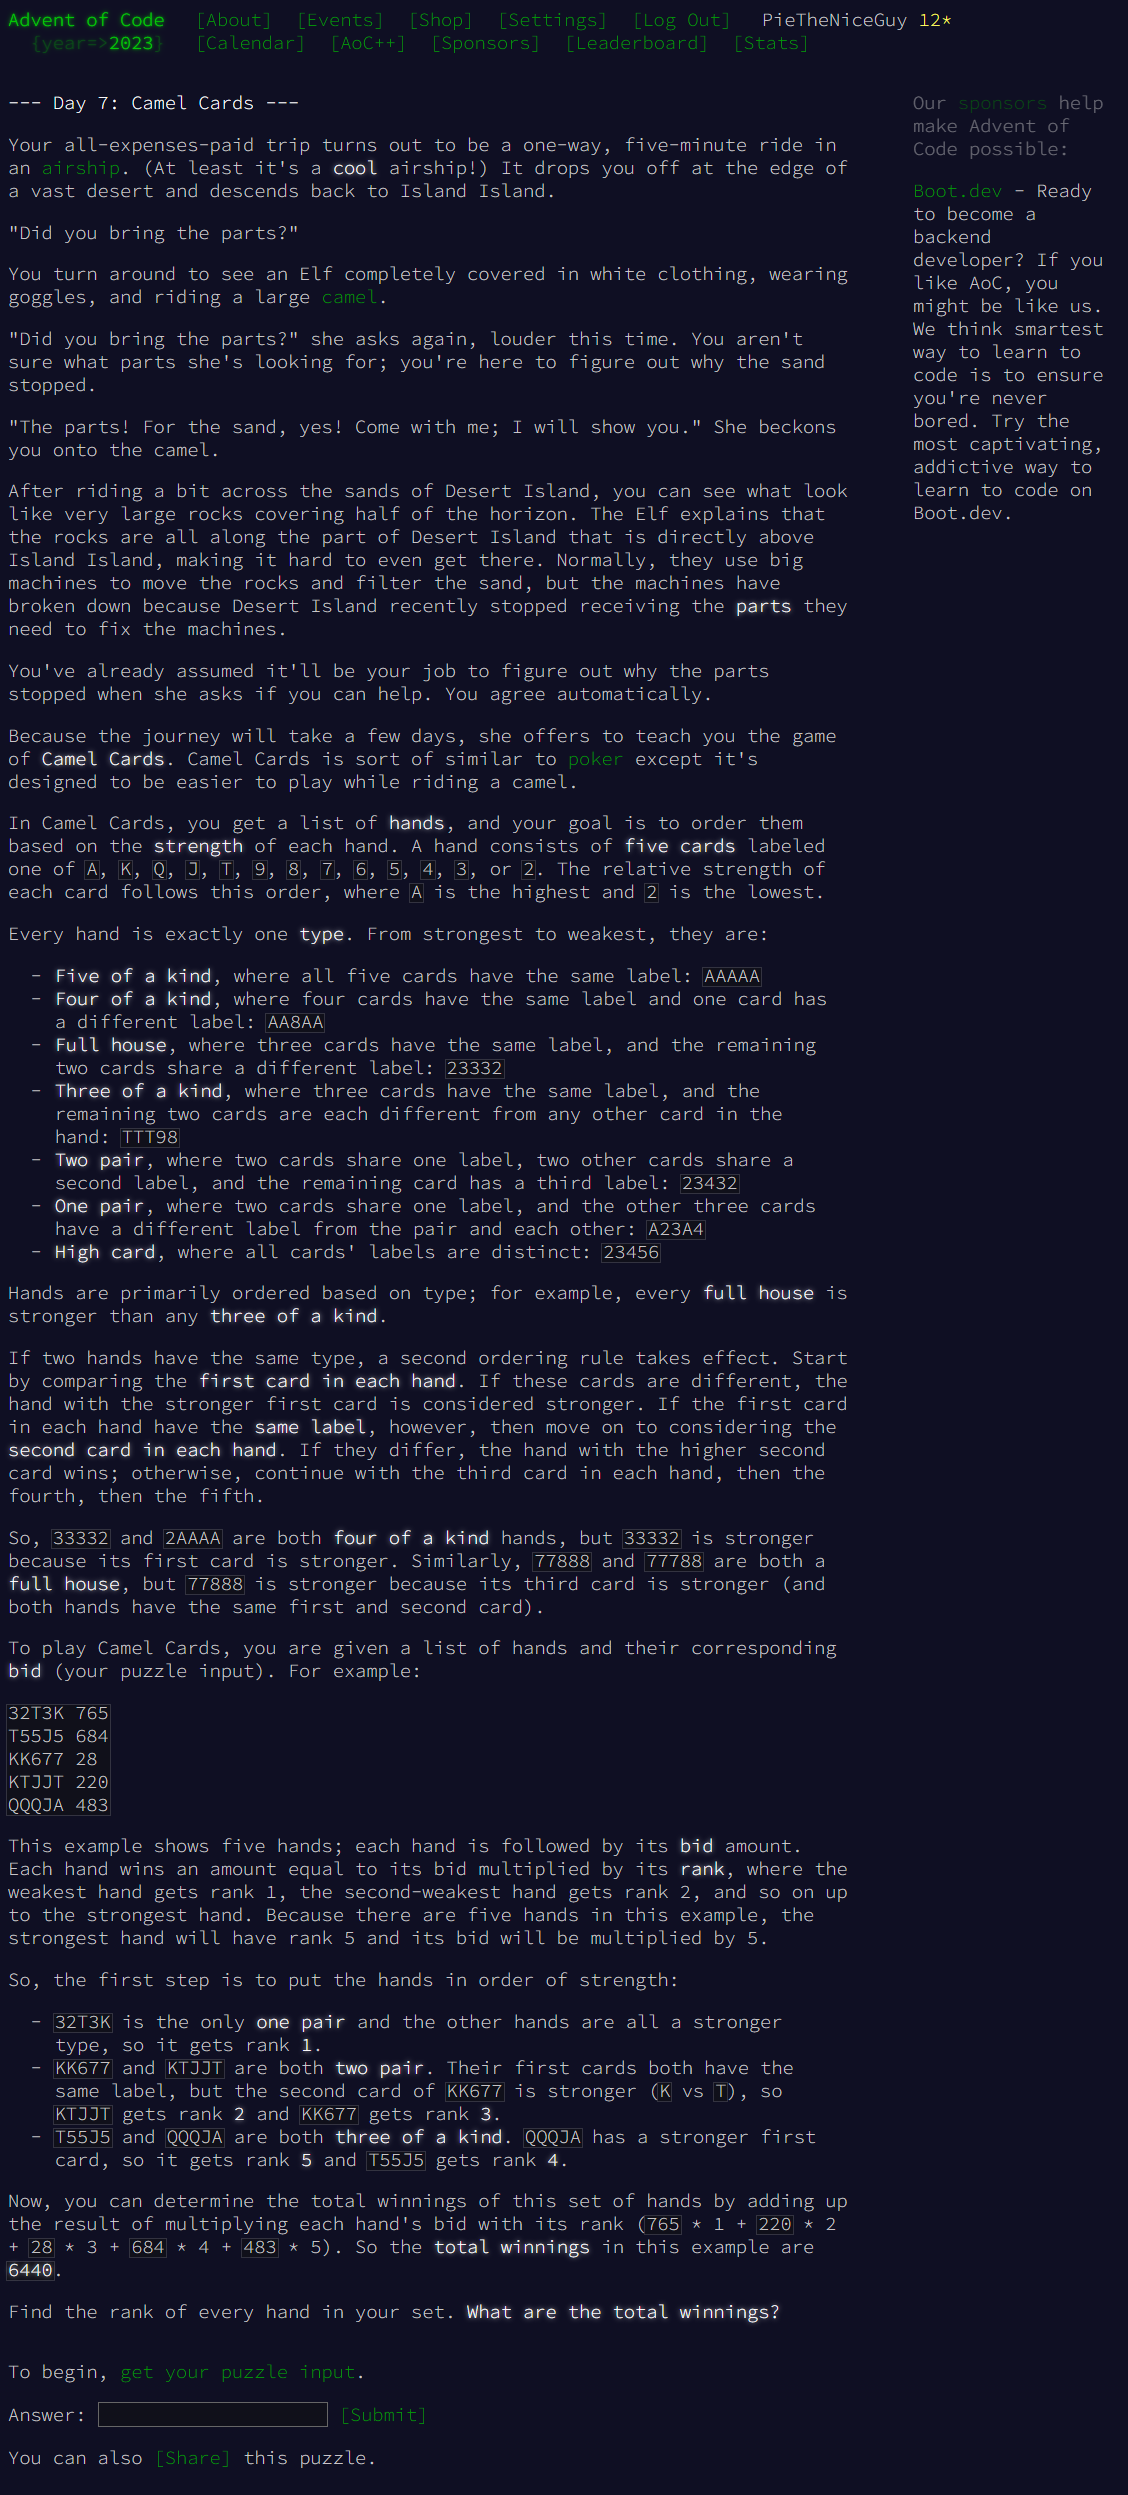 Advent of Code [About] [Events] [Shop] [Settings] [Log Out] PieTheNiceGuy 12*
{year=>2023} [Calendar] [AoC++] [Sponsors] [Leaderboard] [Stats]
--- Day 7: Camel Cards ---
Your all-expenses-paid trip turns out to be a one-way, five-minute ride in
an airship. (At least it's a cool airship!) It drops you off at the edge of
a vast desert and descends back to Island Island.
"Did you bring the parts?"
You turn around to see an Elf completely covered in white clothing, wearing
goggles, and riding a large camel.
"Did you bring the parts?" she asks again, louder this time. You aren't
sure what parts she's looking for; you're here to figure out why the sand
stopped.
"The parts! For the sand, yes! Come with me; I will show you." She beckons
you onto the camel.
After riding a bit across the sands of Desert Island, you can see what look
like very large rocks covering half of the horizon. The Elf explains that
the rocks are all along the part of Desert Island that is directly above
Island Island, making it hard to even get there. Normally, they use big
machines to move the rocks and filter the sand, but the machines have
broken down because Desert Island recently stopped receiving the parts they
need to fix the machines.
You've already assumed it'll be your job to figure out why the parts
stopped when she asks if you can help. You agree automatically.
Because the journey will take a few days, she offers to teach you the game
of Camel Cards. Camel Cards is sort of similar to poker except it's
designed to be easier to play while riding a camel.
In Camel Cards, you get a list of hands, and your goal is to order them
based on the strength of each hand. A hand consists of five cards labeled
one of A, K, Q, J, T, 9, 8, 7, 6, 5, 4, 3, or 2. The relative strength of
each card follows this order, where A is the highest and 2 is the lowest.
Every hand is exactly one type. From strongest to weakest, they are:
- Five of a kind, where all five cards have the same label: AAAAA
- Four of a kind, where four cards have the same label and one card has
a different label: AA8AA
- Full house, where three cards have the same label, and the remaining
two cards share a different label: 23332
- Three of a kind, where three cards have the same label, and the
remaining two cards are each different from any other card in the
hand: TTT98
- Two pair, where two cards share one label, two other cards share a
second label, and the remaining card has a third label: 23432
- One pair, where two cards share one label, and the other three cards
have a different label from the pair and each other: A23A4
- High card, where all cards' labels are distinct: 23456
Hands are primarily ordered based on type; for example, every full house is
stronger than any three of a kind.
If two hands have the same type, a second ordering rule takes effect. Start
by comparing the first card in each hand. If these cards are different, the
hand with the stronger first card is considered stronger. If the first card
in each hand have the same label, however, then move on to considering the
second card in each hand. If they differ, the hand with the higher second
card wins; otherwise, continue with the third card in each hand, then the
fourth, then the fifth.
So, 33332 and 2AAAA are both four of a kind hands, but 33332 is stronger
because its first card is stronger. Similarly, 77888 and 77788 are both a
full house, but 77888 is stronger because its third card is stronger (and
both hands have the same first and second card).
To play Camel Cards, you are given a list of hands and their corresponding
bid (your puzzle input). For example:
32T3K 765
T55J5 684
KK677 28
KTJJT 220
QQQJA 483
This example shows five hands; each hand is followed by its bid amount.
Each hand wins an amount equal to its bid multiplied by its rank, where the
weakest hand gets rank 1, the second-weakest hand gets rank 2, and so on up
to the strongest hand. Because there are five hands in this example, the
strongest hand will have rank 5 and its bid will be multiplied by 5.
So, the first step is to put the hands in order of strength:
- 32T3K is the only one pair and the other hands are all a stronger
type, so it gets rank 1.
- KK677 and KTJJT are both two pair. Their first cards both have the
same label, but the second card of KK677 is stronger (K vs T), so
KTJJT gets rank 2 and KK677 gets rank 3.
- T55J5 and QQQJA are both three of a kind. QQQJA has a stronger first
card, so it gets rank 5 and T55J5 gets rank 4.
Now, you can determine the total winnings of this set of hands by adding up
the result of multiplying each hand's bid with its rank (765 * 1 + 220 * 2
+ 28 * 3 + 684 * 4 + 483 * 5). So the total winnings in this example are
6440.
Find the rank of every hand in your set. What are the total winnings?
To begin, get your puzzle input.
Answer: [Submit]
You can also [Share] this puzzle.
Our sponsors help
make Advent of
Code possible:
Boot.dev - Ready
to become a
backend
developer? If you
like AoC, you
might be like us.
We think smartest
way to learn to
code is to ensure
you're never
bored. Try the
most captivating,
addictive way to
learn to code on
Boot.dev.